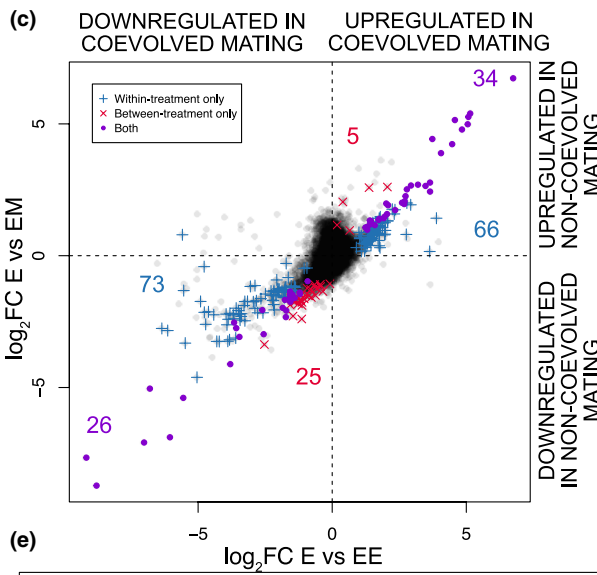 (c)
DOWNREGULATED IN
COEVOLVED MATING
UPREGULATED IN
COEVOLVED MATING
Within-treatment only
Between-treatment only
Both
34
5
66
73
25
26
5
0
−5
log₂FC E vs EM
UPREGULATED IN
NON-COEVOLVED
MATING
DOWNREGULATED
IN NON-COEVOLVED
MATING
−5
0
5
log₂FC E vs EE
(e)